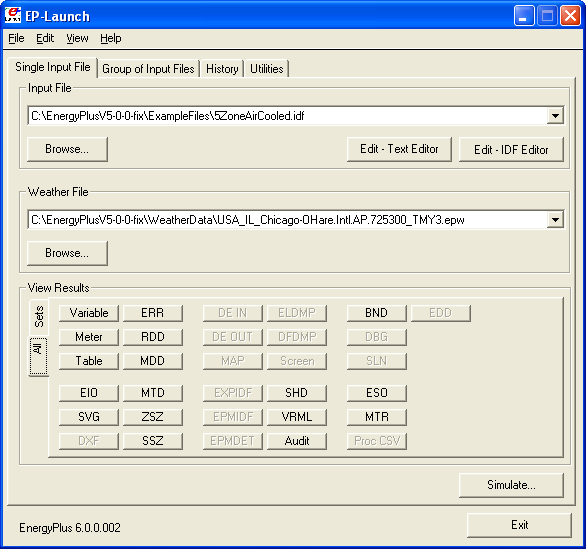 EP-Launch
File Edit View Help
Single Input File Group of Input Files History Utilities
Input File
C:\EnergyPlusV5-0-0-fix\ExampleFiles\5ZoneAirCooled.idf
Browse... Edit - Text Editor Edit - IDF Editor
Weather File
C:\EnergyPlusV5-0-0-fix\WeatherData\USA_IL_Chicago-OHare.Intl.AP.725300_TMY3.epw
Browse...
View Results
Sets
All
Variable ERR DE IN ELDMP BND EDD
Meter RDD DE OUT DFDMP DBG
Table MDD MAP Screen SLN
EIO MTD EXPIDF SHD ESO
SVG ZSZ EPMIDF VRML MTR
DXF SSZ EPMDET Audit Proc CSV
Simulate...
EnergyPlus 6.0.0.002 Exit